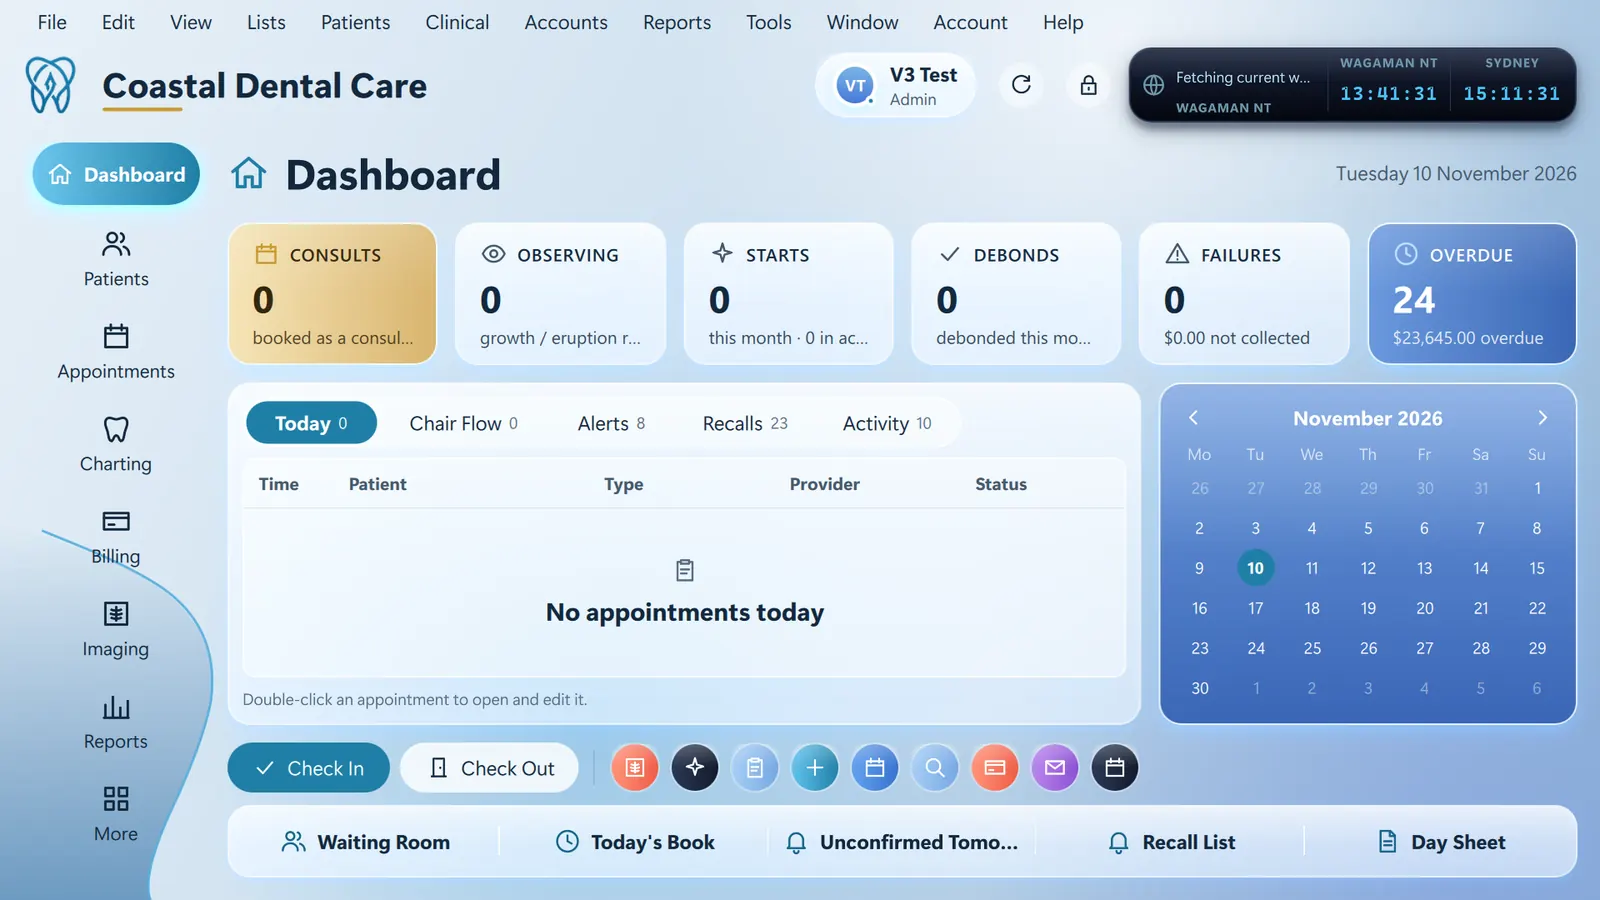 File Edit View Lists Patients Clinical Accounts Reports Tools Window Account Help
Coastal Dental Care
VT
V3 Test
Admin
Fetching current w...
WAGAMAN NT
WAGAMAN NT
13:41:31
SYDNEY
15:11:31
Dashboard
Patients
Appointments
Charting
Billing
Imaging
Reports
More
Dashboard
Tuesday 10 November 2026
CONSULTS
0
booked as a consul...
OBSERVING
0
growth / eruption r...
STARTS
0
this month · 0 in ac...
DEBONDS
0
debonded this mo...
FAILURES
0
$0.00 not collected
OVERDUE
24
$23,645.00 overdue
Today 0 Chair Flow 0 Alerts 8 Recalls 23 Activity 10
Time Patient Type Provider Status
No appointments today
Double-click an appointment to open and edit it.
November 2026
Mo Tu We Th Fr Sa Su
26 27 28 29 30 31 1
2 3 4 5 6 7 8
9 10 11 12 13 14 15
16 17 18 19 20 21 22
23 24 25 26 27 28 29
30 1 2 3 4 5 6
Check In Check Out
Waiting Room Today's Book Unconfirmed Tomo... Recall List Day Sheet